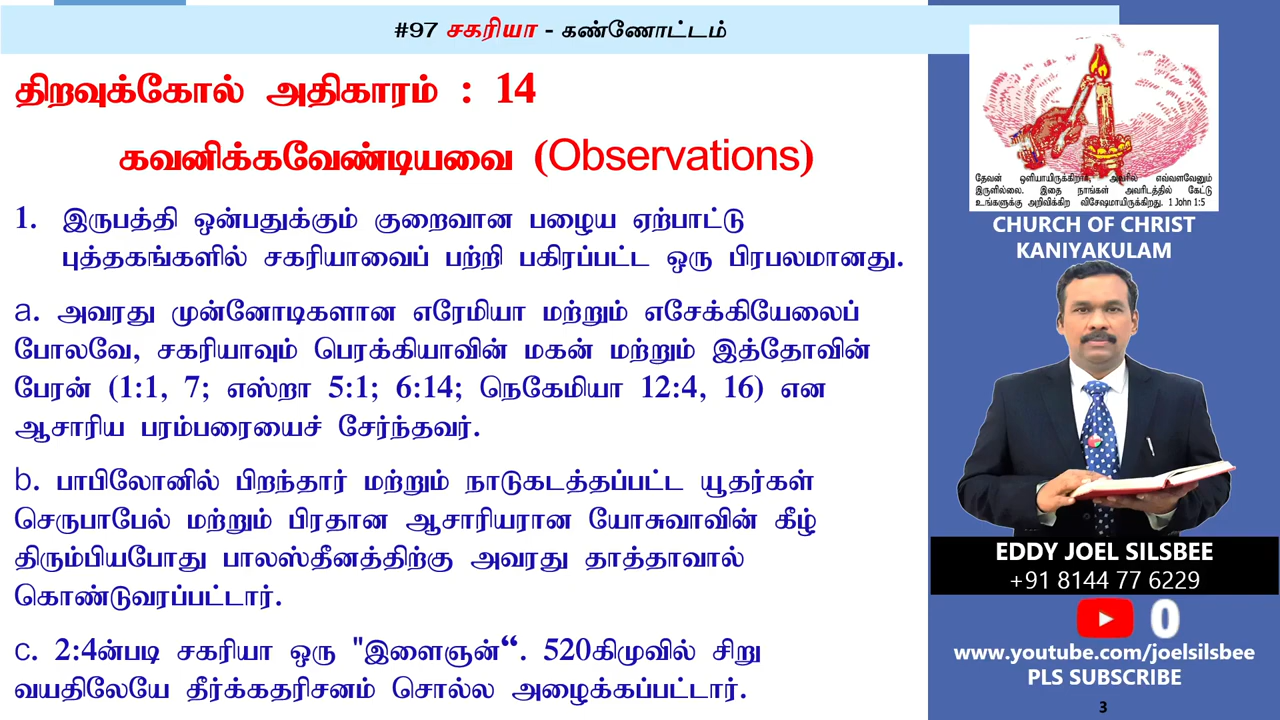 #97 சகரியா - கண்ணோட்டம்
திறவுக்கோல் அதிகாரம் : 14
கவனிக்கவேண்டியவை (Observations)
1. இருபத்தி ஒன்பதுக்கும் குறைவான பழைய ஏற்பாட்டு
புத்தகங்களில் சகரியாவைப் பற்றி பகிரப்பட்ட ஒரு பிரபலமானது.
a. அவரது முன்னோடிகளான எரேமியா மற்றும் எசேக்கியேலைப்
போலவே, சகரியாவும் பெரக்கியாவின் மகன் மற்றும் இத்தோவின்
பேரன் (1:1, 7; எஸ்றா 5:1; 6:14; நெகேமியா 12:4, 16) என
ஆசாரிய பரம்பரையைச் சேர்ந்தவர்.
b. பாபிலோனில் பிறந்தார் மற்றும் நாடுகடத்தப்பட்ட யூதர்கள்
செருபாபேல் மற்றும் பிரதான ஆசாரியரான யோசுவாவின் கீழ்
திரும்பியபோது பாலஸ்தீனத்திற்கு அவரது தாத்தாவால்
கொண்டுவரப்பட்டார்.
c. 2:4ன்படி சகரியா ஒரு "இளைஞன்“. 520கிமுவில் சிறு
வயதிலேயே தீர்க்கதரிசனம் சொல்ல அழைக்கப்பட்டார்.
தேவன் ஒளியாயிருக்கிறார், அவரில் எவ்வளவேனும்
இருளில்லை. இதை நாங்கள் அவரிடத்தில் கேட்டு
உங்களுக்கு அறிவிக்கிற விசேஷமாயிருக்கிறது. 1 John 1:5
CHURCH OF CHRIST
KANIYAKULAM
EDDY JOEL SILSBEE
+91 8144 77 6229
0
www.youtube.com/joelsilsbee
PLS SUBSCRIBE
3